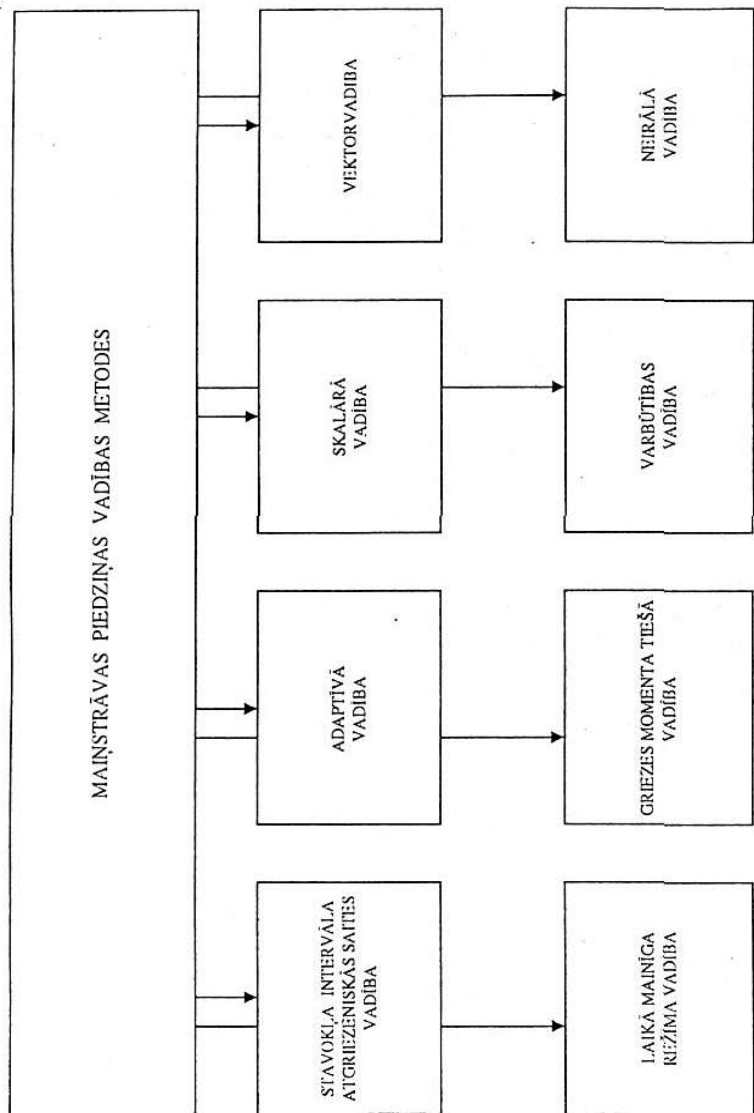 MAIŅSTRĀVAS PIEDZIŅAS VADĪBAS METODES
STĀVOKĻA INTERVĀLA
ATGRIEZENISKĀS SAITES
VADĪBA
ADAPTĪVĀ
VADĪBA
SKALĀRĀ
VADĪBA
VEKTORVADĪBA
LAIKĀ MAINĪGA
REŽĪMA VADĪBA
GRIEZES MOMENTA TIEŠĀ
VADĪBA
VARBŪTĪBAS
VADĪBA
NEIRĀLĀ
VADĪBA